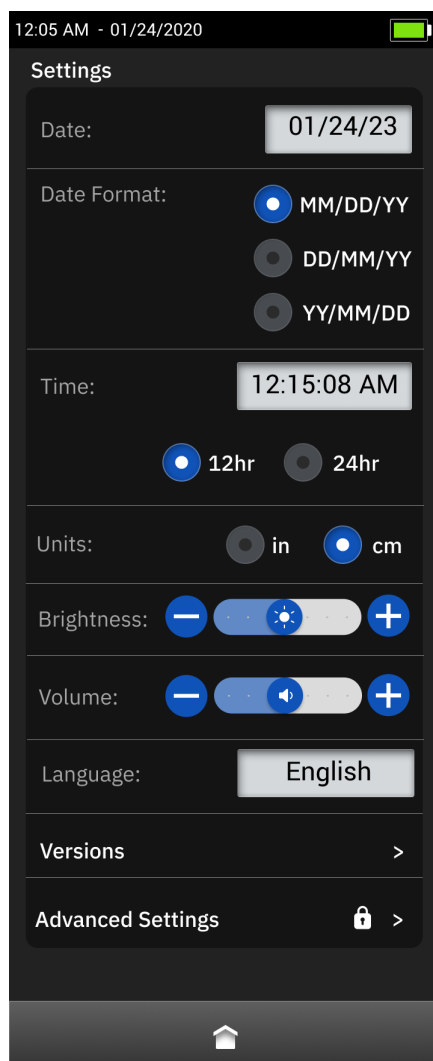 12:05 AM - 01/24/2020
Settings
Date: 01/24/23
Date Format: MM/DD/YY
DD/MM/YY
YY/MM/DD
Time: 12:15:08 AM
12hr 24hr
Units: in cm
Brightness:
Volume:
Language: English
Versions >
Advanced Settings >